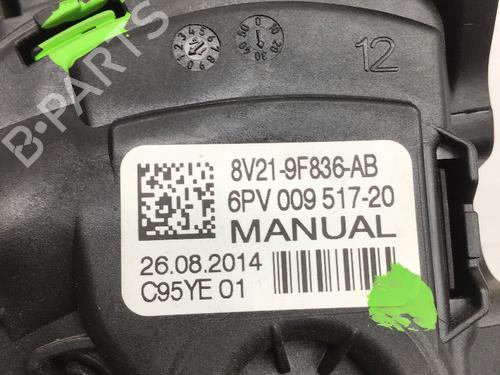 B-PARTS
12
8V21-9F836-AB
6PV 009 517-20
MANUAL
26.08.2014
C95YE 01